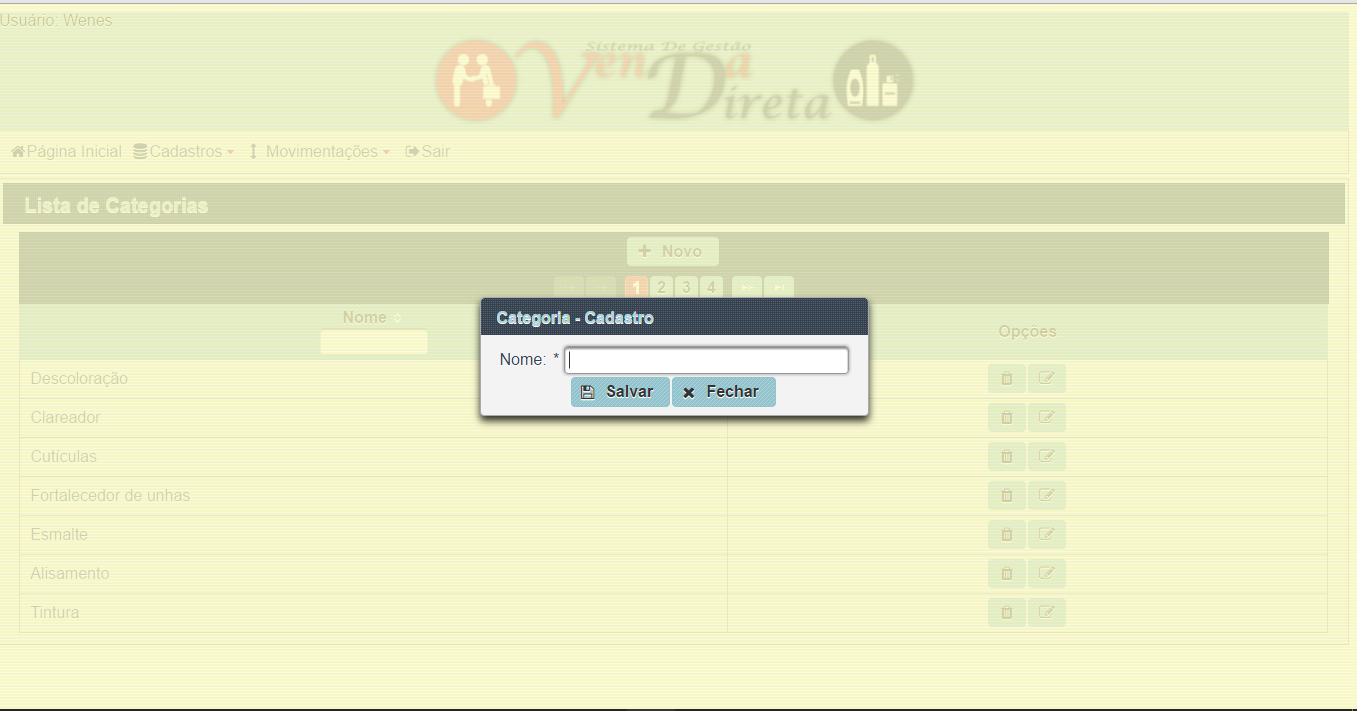 Usuário: Wenes
Sistema De Gestão
VenDa
Direta
Página Inicial Cadastros Movimentações Sair
Lista de Categorias
Novo
1 2 3 4
Nome Opções
Categoria - Cadastro
Nome: *
Salvar Fechar
Descoloração
Clareador
Cutículas
Fortalecedor de unhas
Esmalte
Alisamento
Tintura